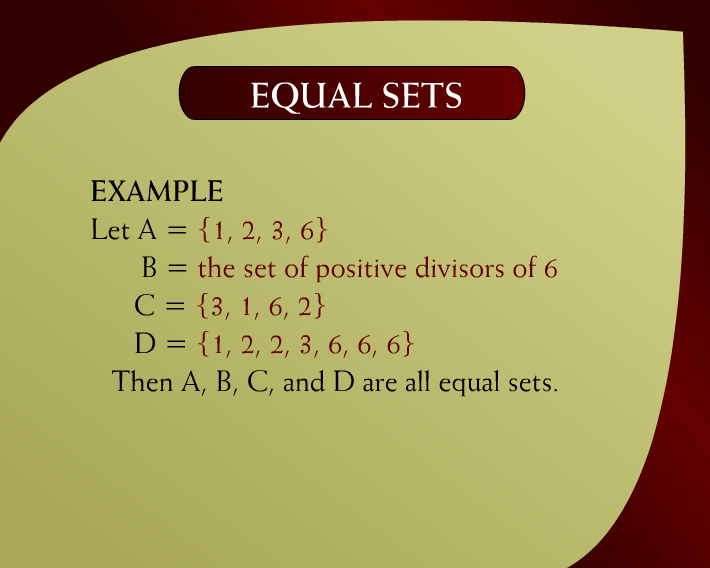 EQUAL SETS
EXAMPLE
Let A = {1, 2, 3, 6}
B = the set of positive divisors of 6
C = {3, 1, 6, 2}
D = {1, 2, 2, 3, 6, 6, 6}
Then A, B, C, and D are all equal sets.